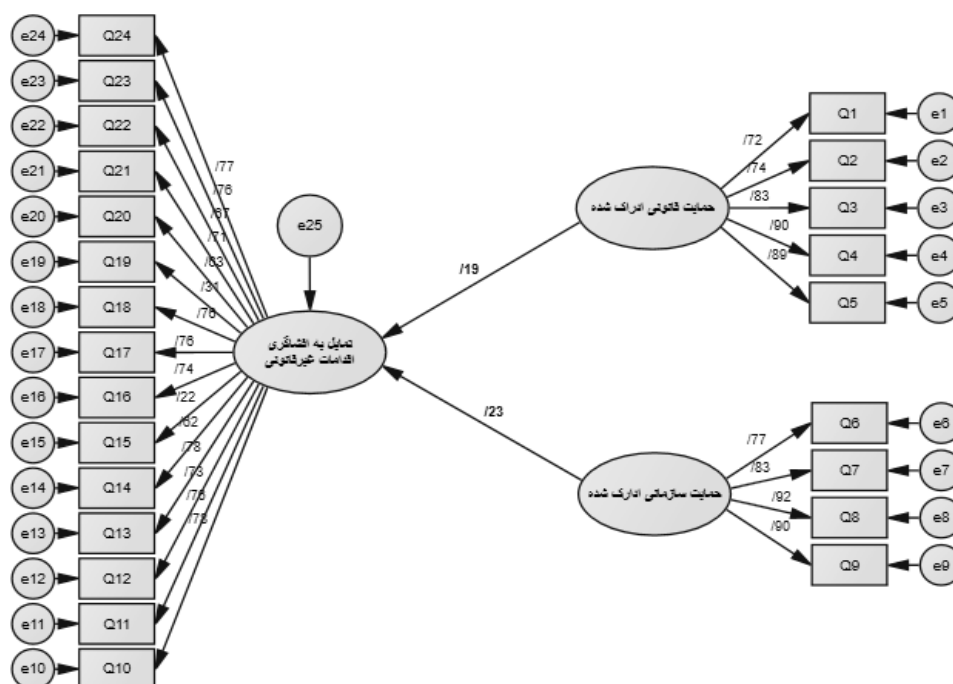 e24
Q24
e23
Q23
e22
Q22
e21
Q21
e20
Q20
e19
Q19
e18
Q18
e17
Q17
e16
Q16
e15
Q15
e14
Q14
e13
Q13
e12
Q12
e11
Q11
e10
Q10
/77
/76
/67
/71
/63
/31
/76
/76
/74
/22
/62
/78
/73
/76
/78
e25
تمایل به افشاگری
اقدامات غیرقانونی
/19
/23
حمایت قانونی ادراک شده
/72
/74
/83
/90
/89
Q1
e1
Q2
e2
Q3
e3
Q4
e4
Q5
e5
حمایت سازمانی ادارک شده
/77
/83
/92
/90
Q6
e6
Q7
e7
Q8
e8
Q9
e9